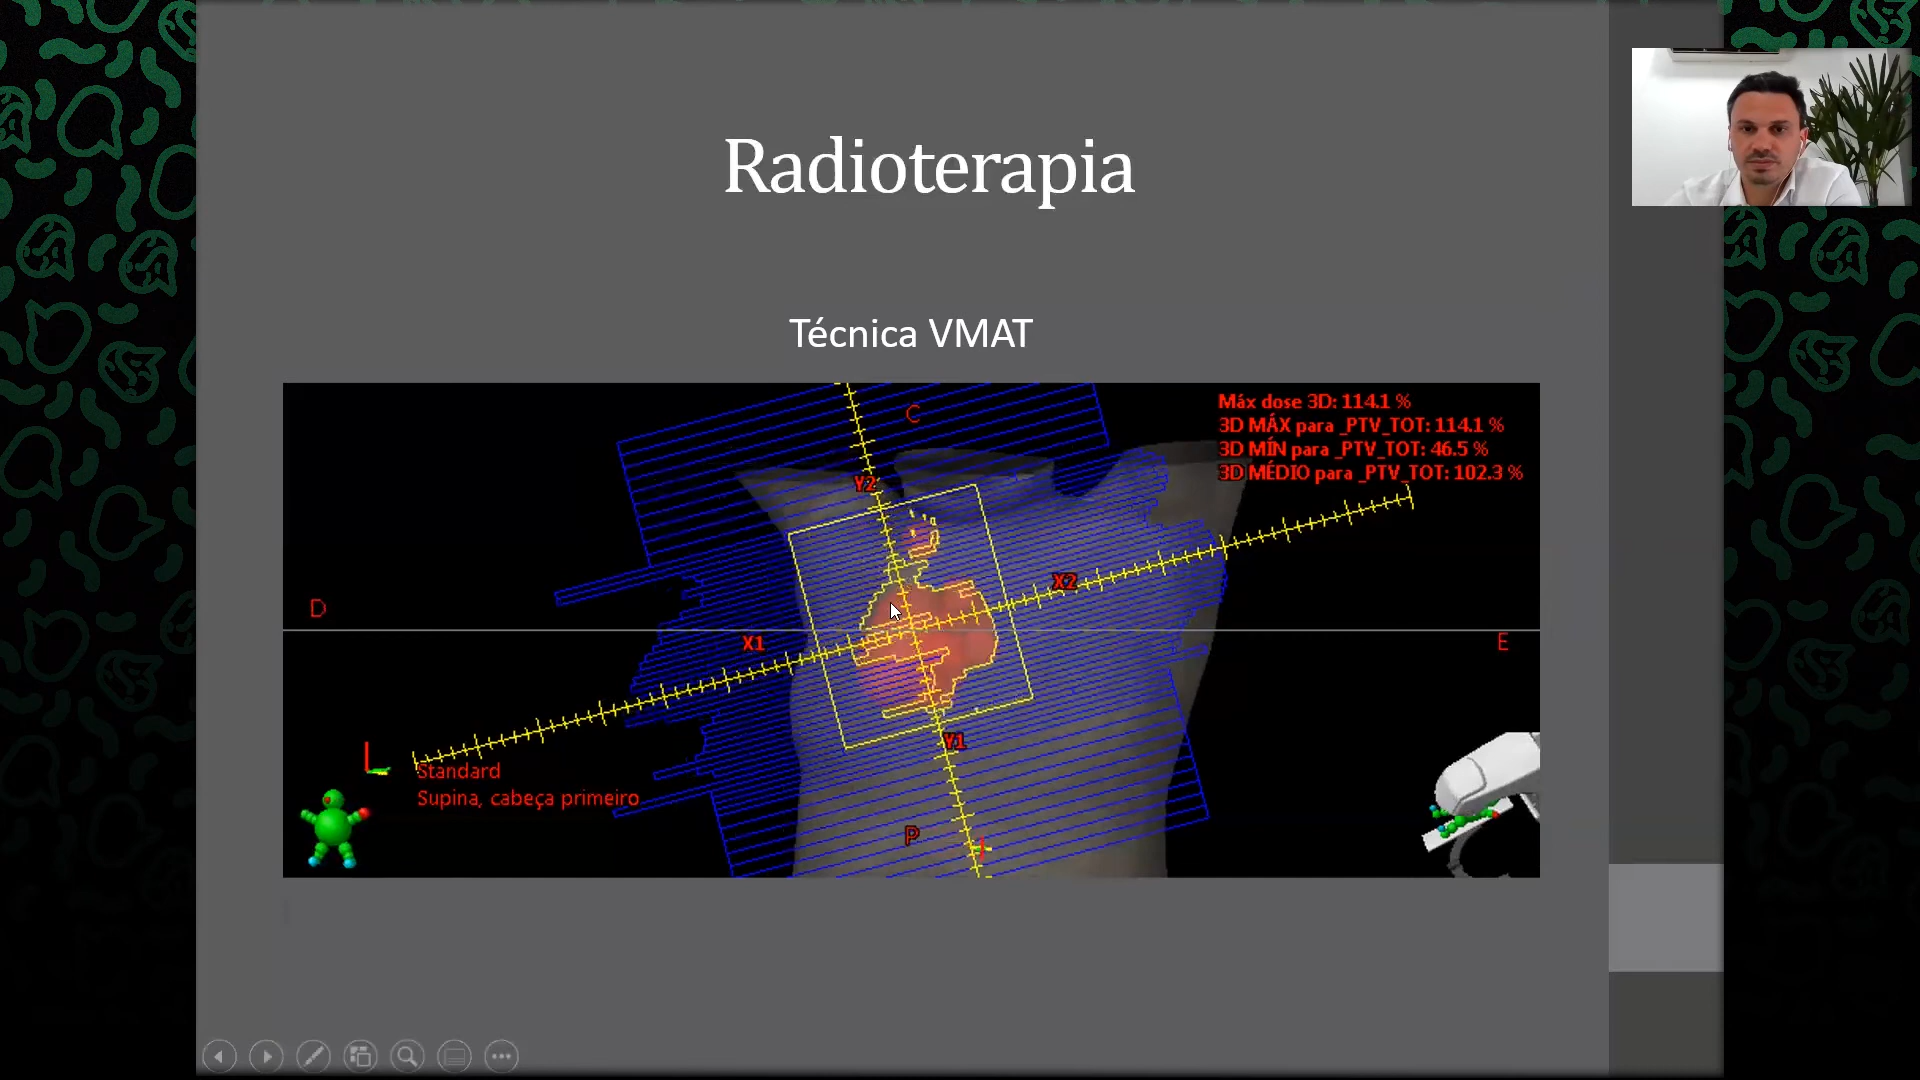 Radioterapia
Técnica VMAT
Máx dose 3D: 114.1 %
3D MÁX para _PTV_TOT: 114.1 %
3D MÍN para _PTV_TOT: 46.5 %
3D MÉDIO para _PTV_TOT: 102.3 %
C
Y2
X2
D
X1
E
Y1
Standard
Supina, cabeça primeiro
P